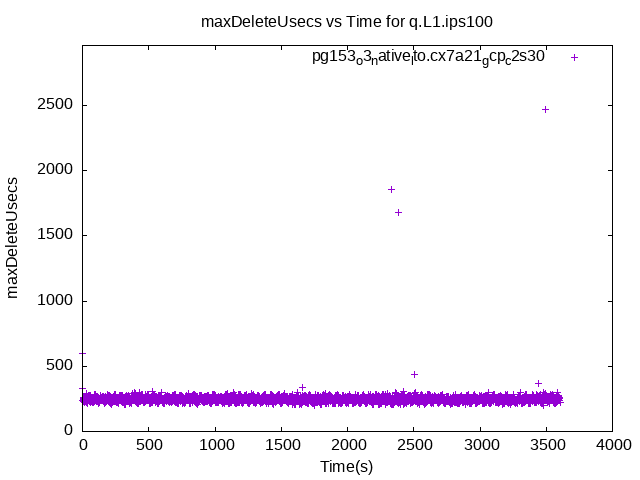 maxDeleteUsecs vs Time for q.L1.ips100
pg153o3nativelto.cx7a21gcpc2s30
2500
2000
1500
1000
500
0
maxDeleteUsecs
0 500 1000 1500 2000 2500 3000 3500 4000
Time(s)